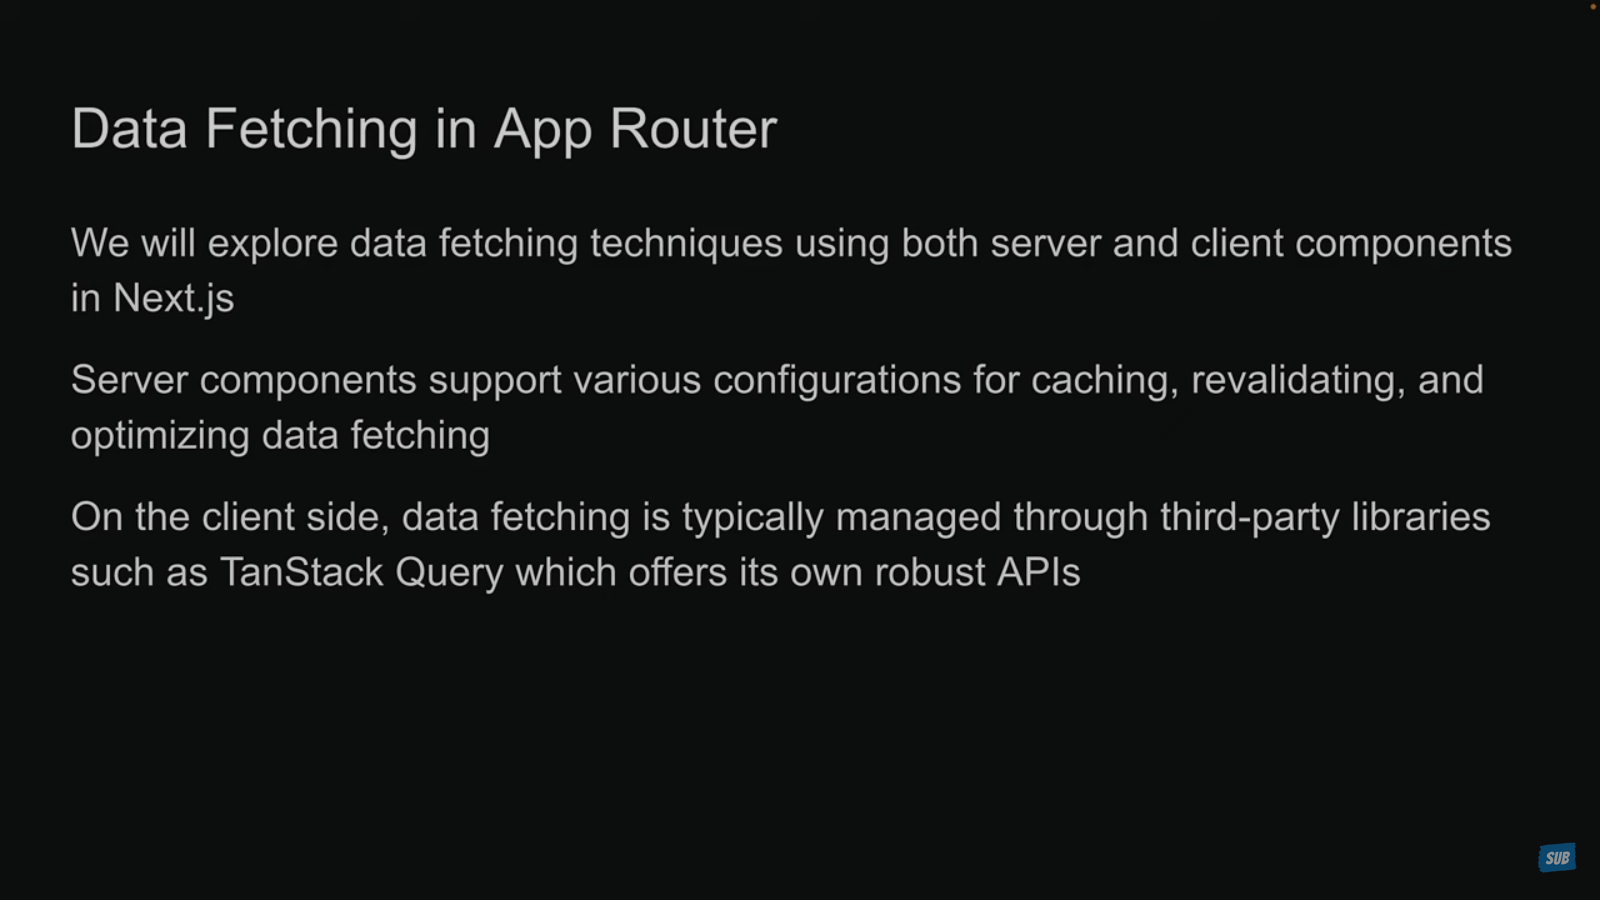 Data Fetching in App Router
We will explore data fetching techniques using both server and client components
in Next.js
Server components support various configurations for caching, revalidating, and
optimizing data fetching
On the client side, data fetching is typically managed through third-party libraries
such as TanStack Query which offers its own robust APIs
SUB